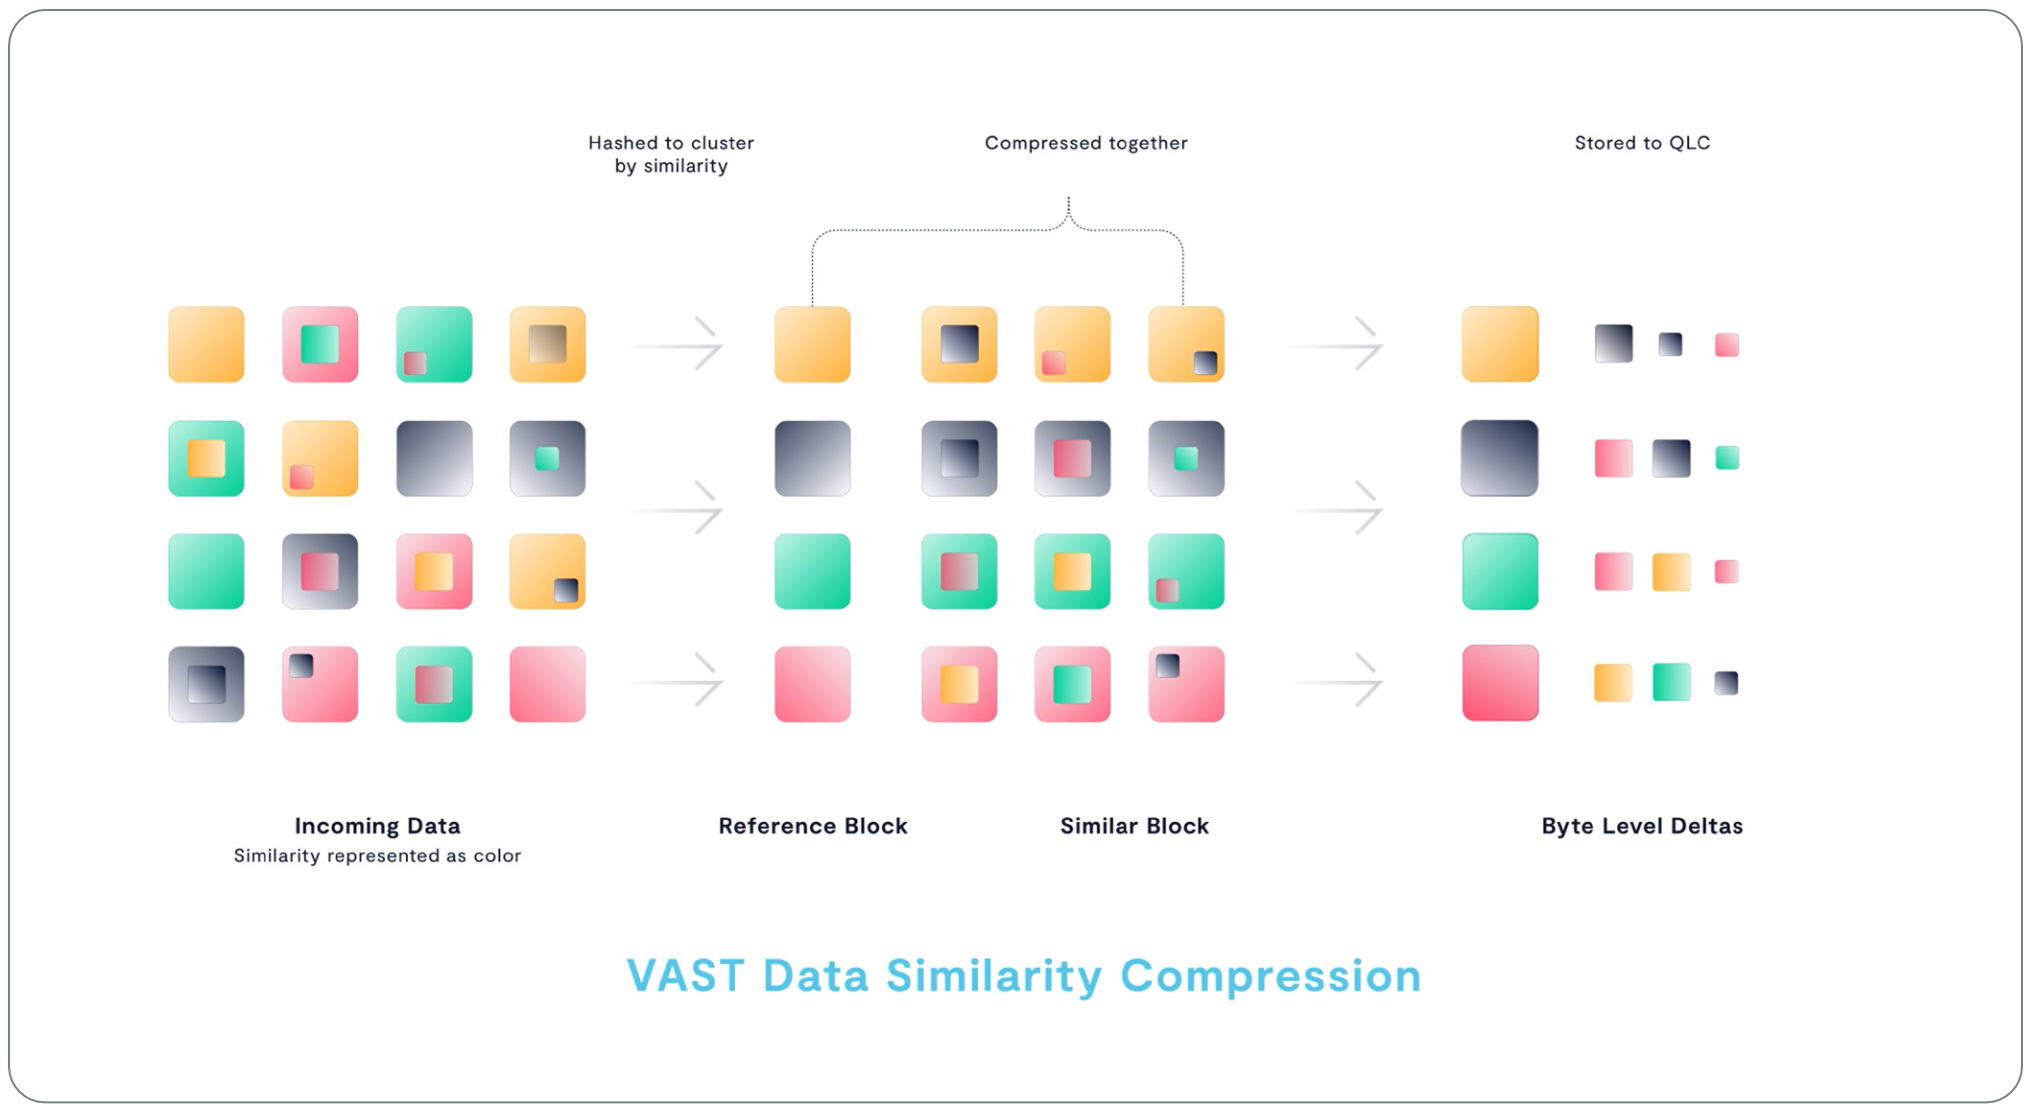 Hashed to cluster
by similarity
Compressed together
Stored to QLC
Incoming Data
Similarity represented as color
Reference Block
Similar Block
Byte Level Deltas
VAST Data Similarity Compression